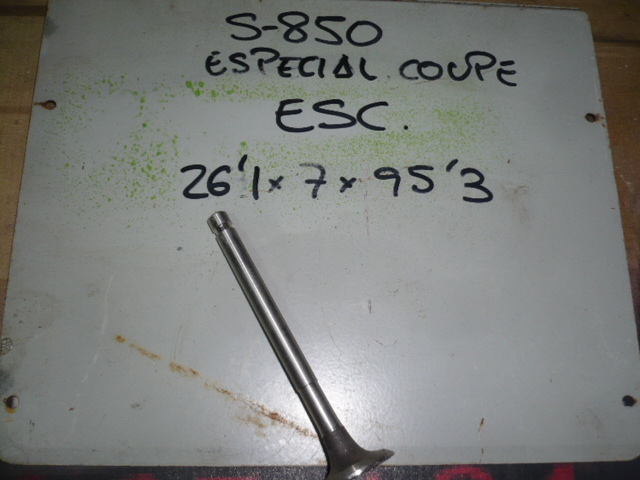 S-850
ESPECIAL COUPE
ESC.
26'1 x 7 x 95'3